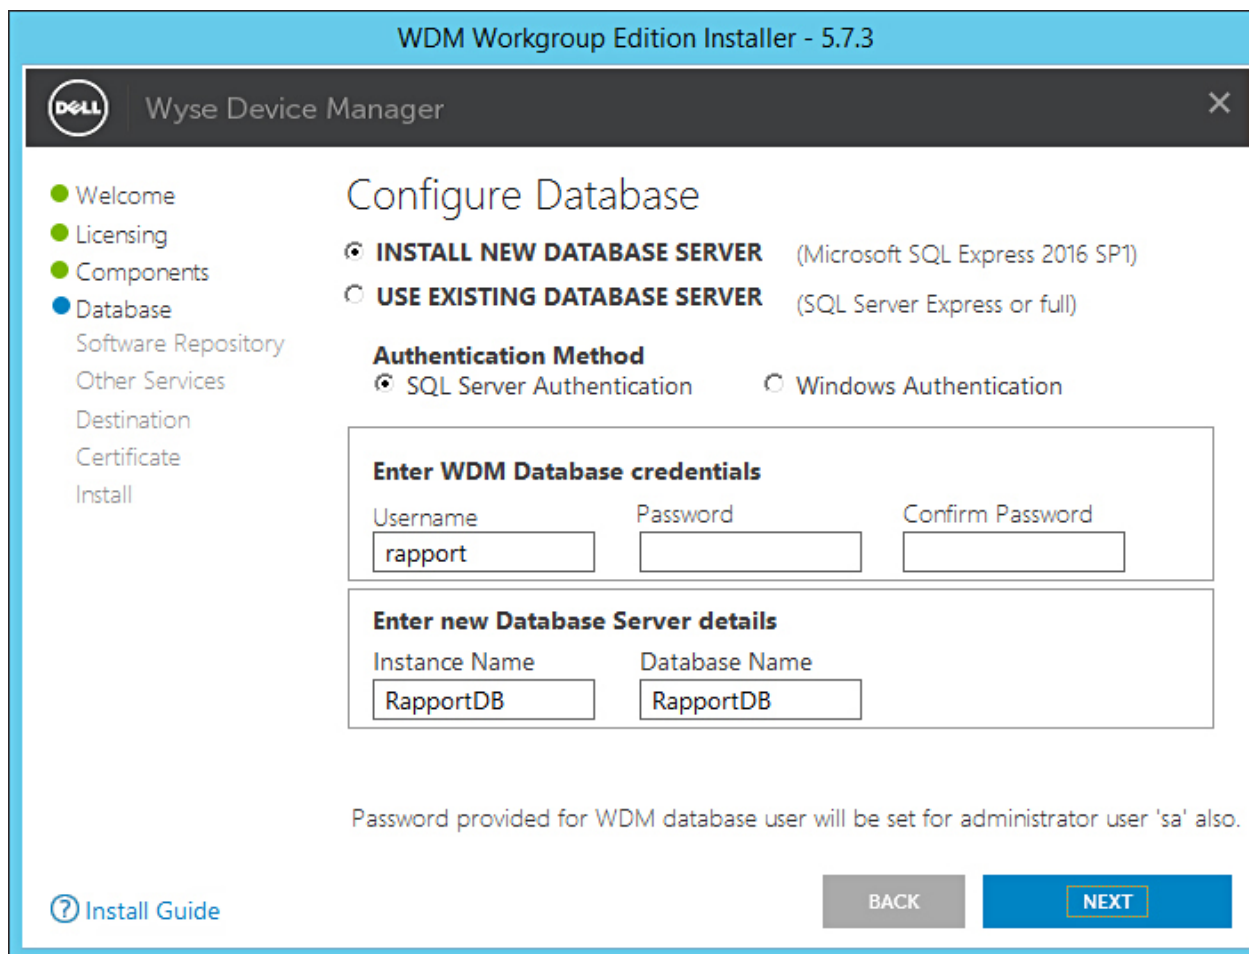 WDM Workgroup Edition Installer - 5.7.3
DELL Wyse Device Manager
Welcome
Licensing
Components
Database
Software Repository
Other Services
Destination
Certificate
Install
Configure Database
INSTALL NEW DATABASE SERVER (Microsoft SQL Express 2016 SP1)
USE EXISTING DATABASE SERVER (SQL Server Express or full)
Authentication Method
SQL Server Authentication Windows Authentication
Enter WDM Database credentials
Username Password Confirm Password
rapport
Enter new Database Server details
Instance Name Database Name
RapportDB RapportDB
Password provided for WDM database user will be set for administrator user 'sa' also.
? Install Guide BACK NEXT